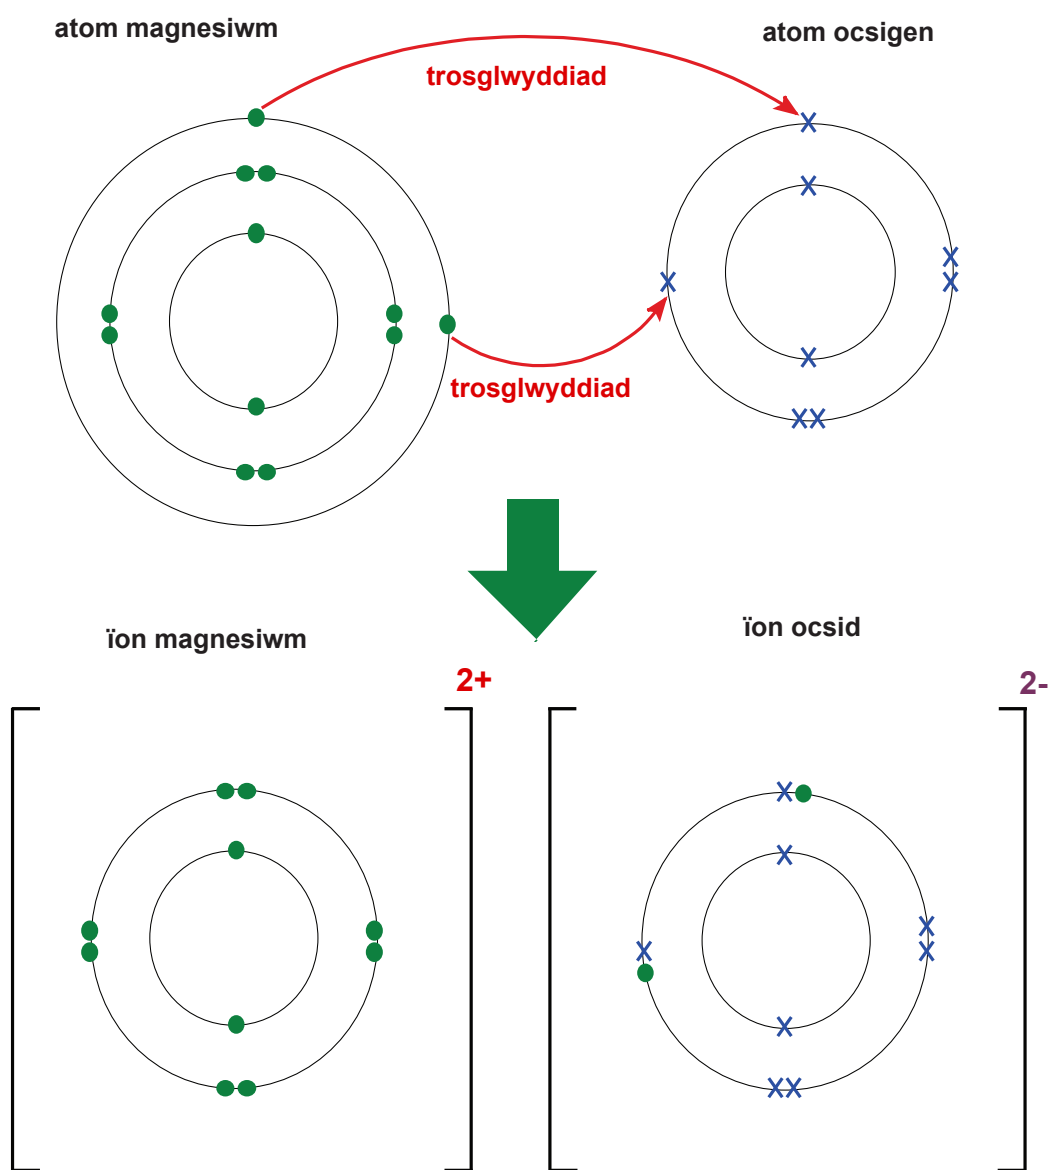 atom magnesiwm
atom ocsigen
trosglwyddiad
trosglwyddiad
ïon magnesiwm
ïon ocsid
2+
2-